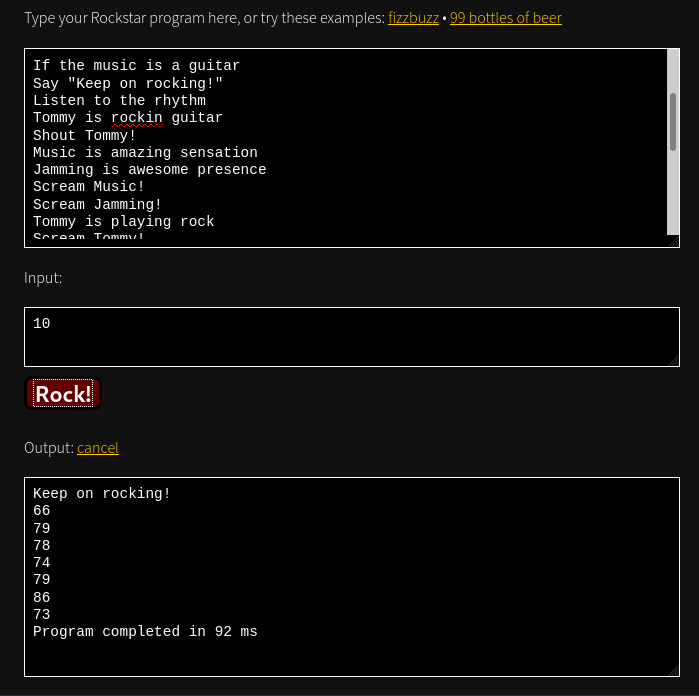 Type your Rockstar program here, or try these examples: fizzbuzz • 99 bottles of beer
If the music is a guitar
Say "Keep on rocking!"
Listen to the rhythm
Tommy is rockin guitar
Shout Tommy!
Music is amazing sensation
Jamming is awesome presence
Scream Music!
Scream Jamming!
Tommy is playing rock
Scream Tommy!
Input:
10
Rock!
Output: cancel
Keep on rocking!
66
79
78
74
79
86
73
Program completed in 92 ms